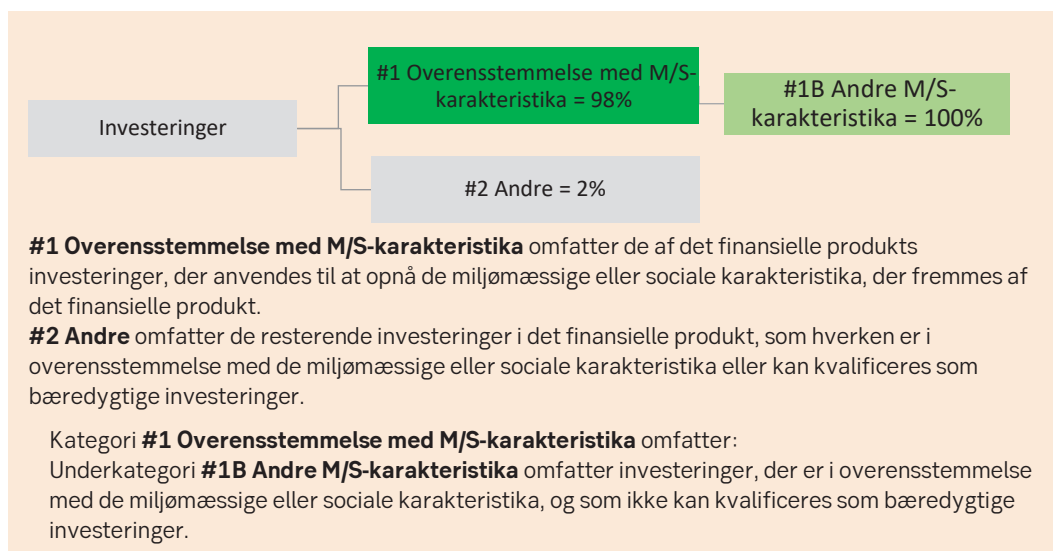 #1 Overensstemmelse med M/S-
karakteristika = 98%
#1B Andre M/S-
karakteristika = 100%
Investeringer
#2 Andre = 2%
#1 Overensstemmelse med M/S-karakteristika omfatter de af det finansielle produkts
investeringer, der anvendes til at opnå de miljømæssige eller sociale karakteristika, der fremmes af
det finansielle produkt.
#2 Andre omfatter de resterende investeringer i det finansielle produkt, som hverken er i
overensstemmelse med de miljømæssige eller sociale karakteristika eller kan kvalificeres som
bæredygtige investeringer.
Kategori #1 Overensstemmelse med M/S-karakteristika omfatter:
Underkategori #1B Andre M/S-karakteristika omfatter investeringer, der er i overensstemmelse
med de miljømæssige eller sociale karakteristika, og som ikke kan kvalificeres som bæredygtige
investeringer.